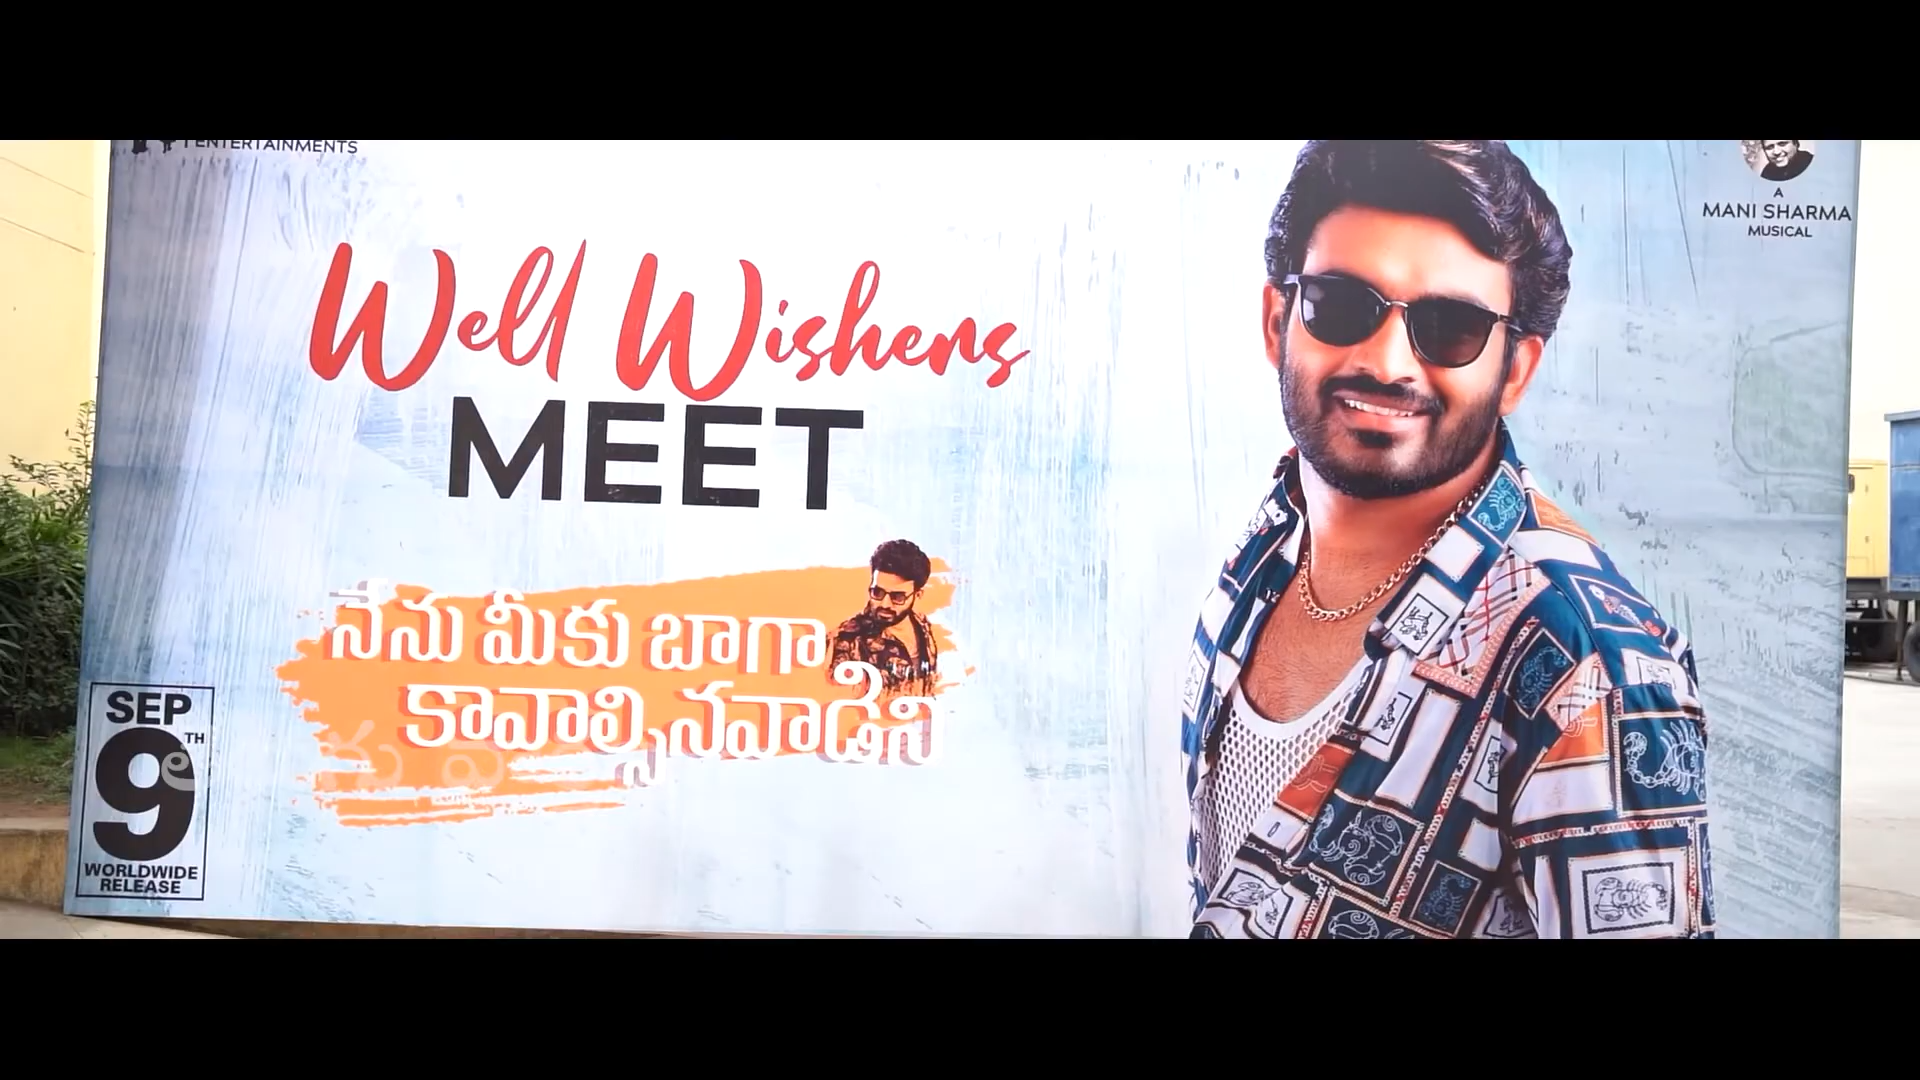 ENTERTAINMENTS
A
MANI SHARMA
MUSICAL
Well Wishers
MEET
నేను మీకు బాగా
కావాల్సినవాడిని
SEP
9TH
WORLDWIDE
RELEASE